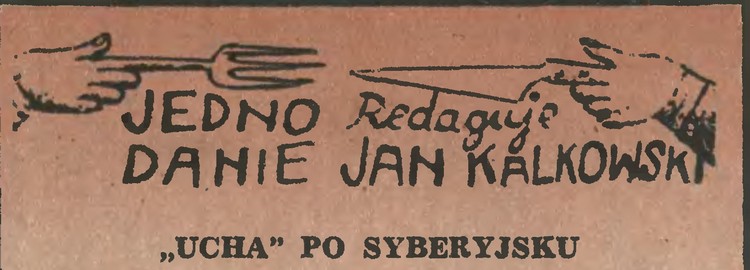 JEDNO Redaguje
DANIE JAN KALKOWSKI
„UCHA” PO SYBERYJSKU